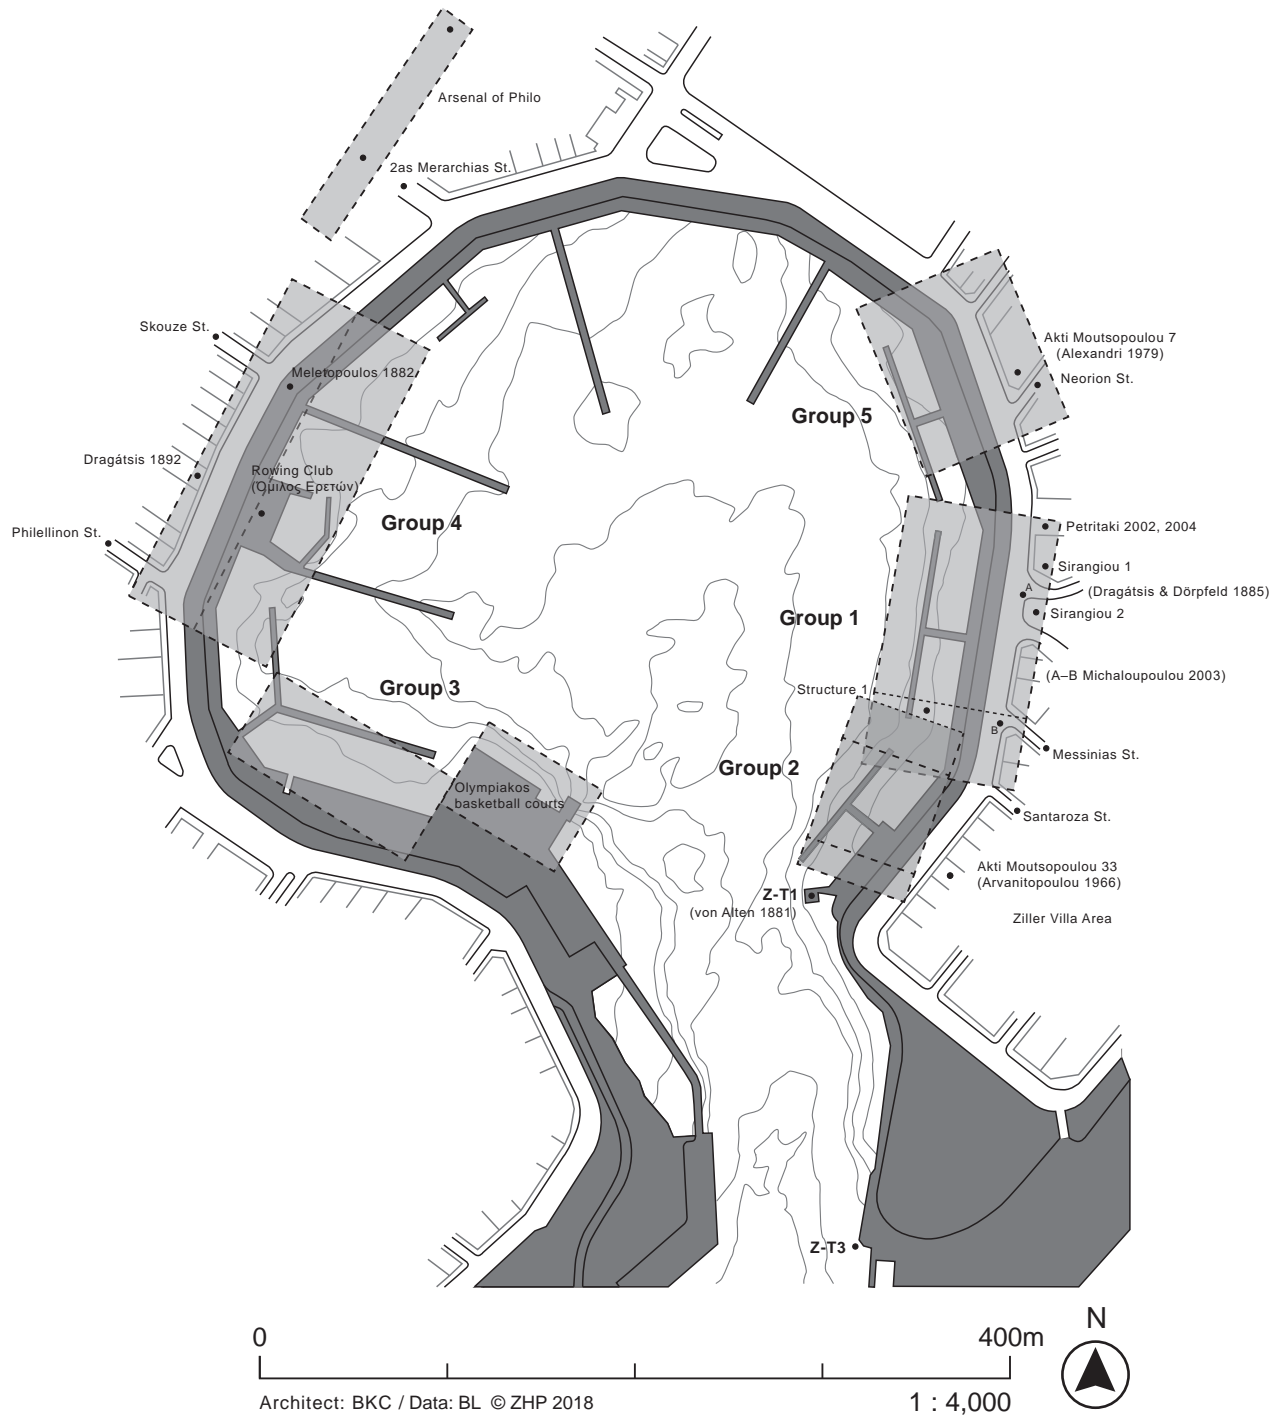 Arsenal of Philo
2as Merarchias St.
Skouze St.
Meletopoulos 1882
Akti Moutsopoulou 7
(Alexandri 1979)
Neorion St.
Group 5
Dragátsis 1892
Rowing Club
(Όμιλος Ερετών)
Group 4
Philellinon St.
Petritaki 2002, 2004
Sirangiou 1
A
(Dragátsis & Dörpfeld 1885)
Sirangiou 2
Group 1
(A–B Michaloupoulou 2003)
Group 3
Structure 1
B
Messinias St.
Group 2
Olympiakos
basketball courts
Santaroza St.
Akti Moutsopoulou 33
(Arvanitopoulou 1966)
Z-T1
(von Alten 1881)
Ziller Villa Area
Z-T3
N
0
400m
Architect: BKC / Data: BL © ZHP 2018
1 : 4,000